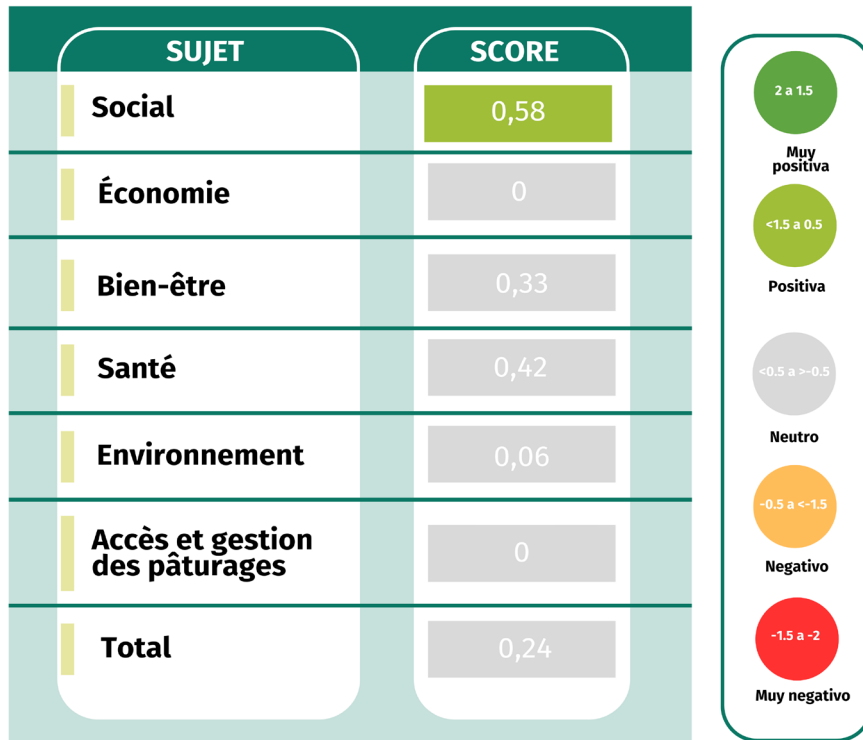 SUJET SCORE
Social 0,58
Économie 0
Bien-être 0,33
Santé 0,42
Environnement 0,06
Accès et gestion
des pâturages 0
Total 0,24
2 a 1.5
Muy
positiva
<1.5 a 0.5
Positiva
<0.5 a >-0.5
Neutro
-0.5 a <-1.5
Negativo
-1.5 a -2
Muy negativo